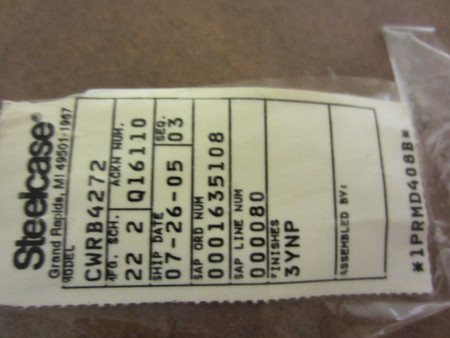 Steelcase®
Grand Rapids, MI 49501-1967
MODEL
CWRB4272
MFG. SCH. ACKN NUM.
22 2 Q16110
SHIP DATE SEQ.
07-26-05 03
SAP ORD NUM
0001635108
SAP LINE NUM
000080
FINISHES
3YNP
ASSEMBLED BY:
*1PRMD408B*